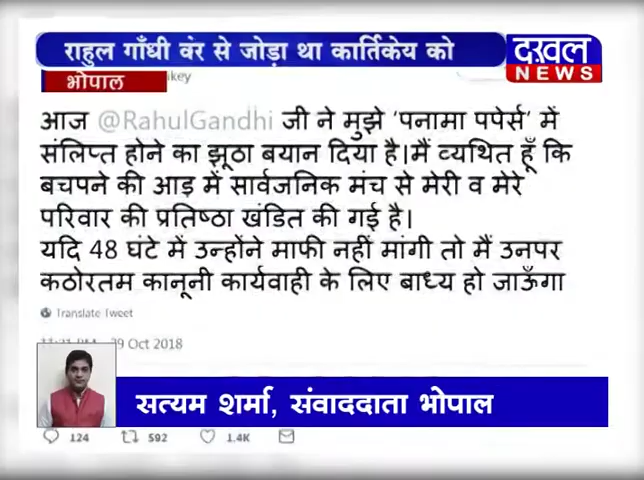 राहुल गाँधी वंर से जोड़ा था कार्तिकेय को
दख़ल
NEWS
भोपाल
आज @RahulGandhi जी ने मुझे 'पनामा पपेर्स' में
संलिप्त होने का झूठा बयान दिया है।मैं व्यथित हूँ कि
बचपने की आड़ में सार्वजनिक मंच से मेरी व मेरे
परिवार की प्रतिष्ठा खंडित की गई है।
यदि 48 घंटे में उन्होंने माफी नहीं मांगी तो मैं उनपर
कठोरतम कानूनी कार्यवाही के लिए बाध्य हो जाऊँगा
Translate Tweet
Oct 2018
सत्यम शर्मा, संवाददाता भोपाल
124 592 1.4K